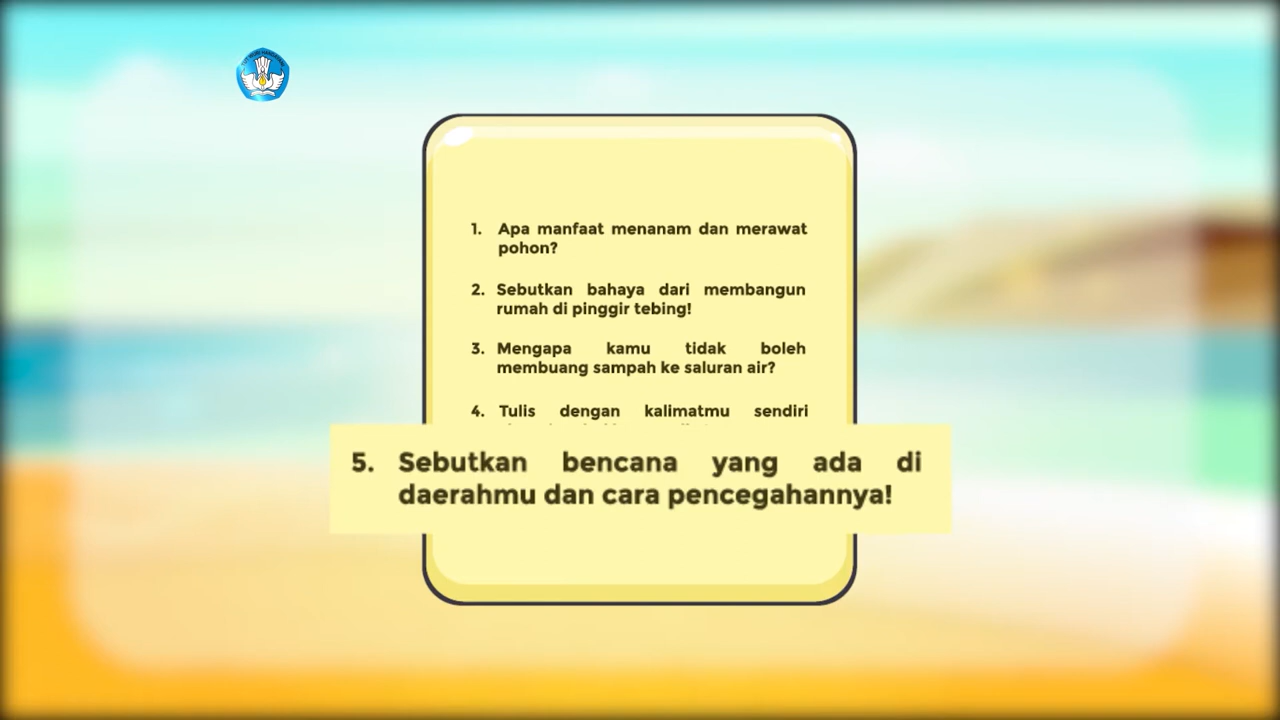 1. Apa manfaat menanam dan merawat
pohon?
2. Sebutkan bahaya dari membangun
rumah di pinggir tebing!
3. Mengapa kamu tidak boleh
membuang sampah ke saluran air?
4. Tulis dengan kalimatmu sendiri
5. Sebutkan bencana yang ada di
daerahmu dan cara pencegahannya!